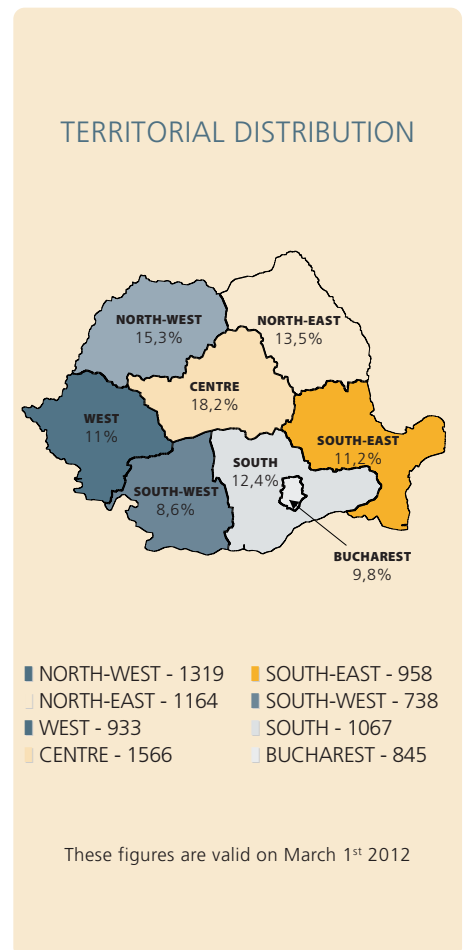 TERRITORIAL DISTRIBUTION
NORTH-WEST
15,3%
NORTH-EAST
13,5%
CENTRE
18,2%
WEST
11%
SOUTH-EAST
11,2%
SOUTH
12,4%
SOUTH-WEST
8,6%
BUCHAREST
9,8%
NORTH-WEST - 1319
NORTH-EAST - 1164
WEST - 933
CENTRE - 1566
SOUTH-EAST - 958
SOUTH-WEST - 738
SOUTH - 1067
BUCHAREST - 845
These figures are valid on March 1st 2012